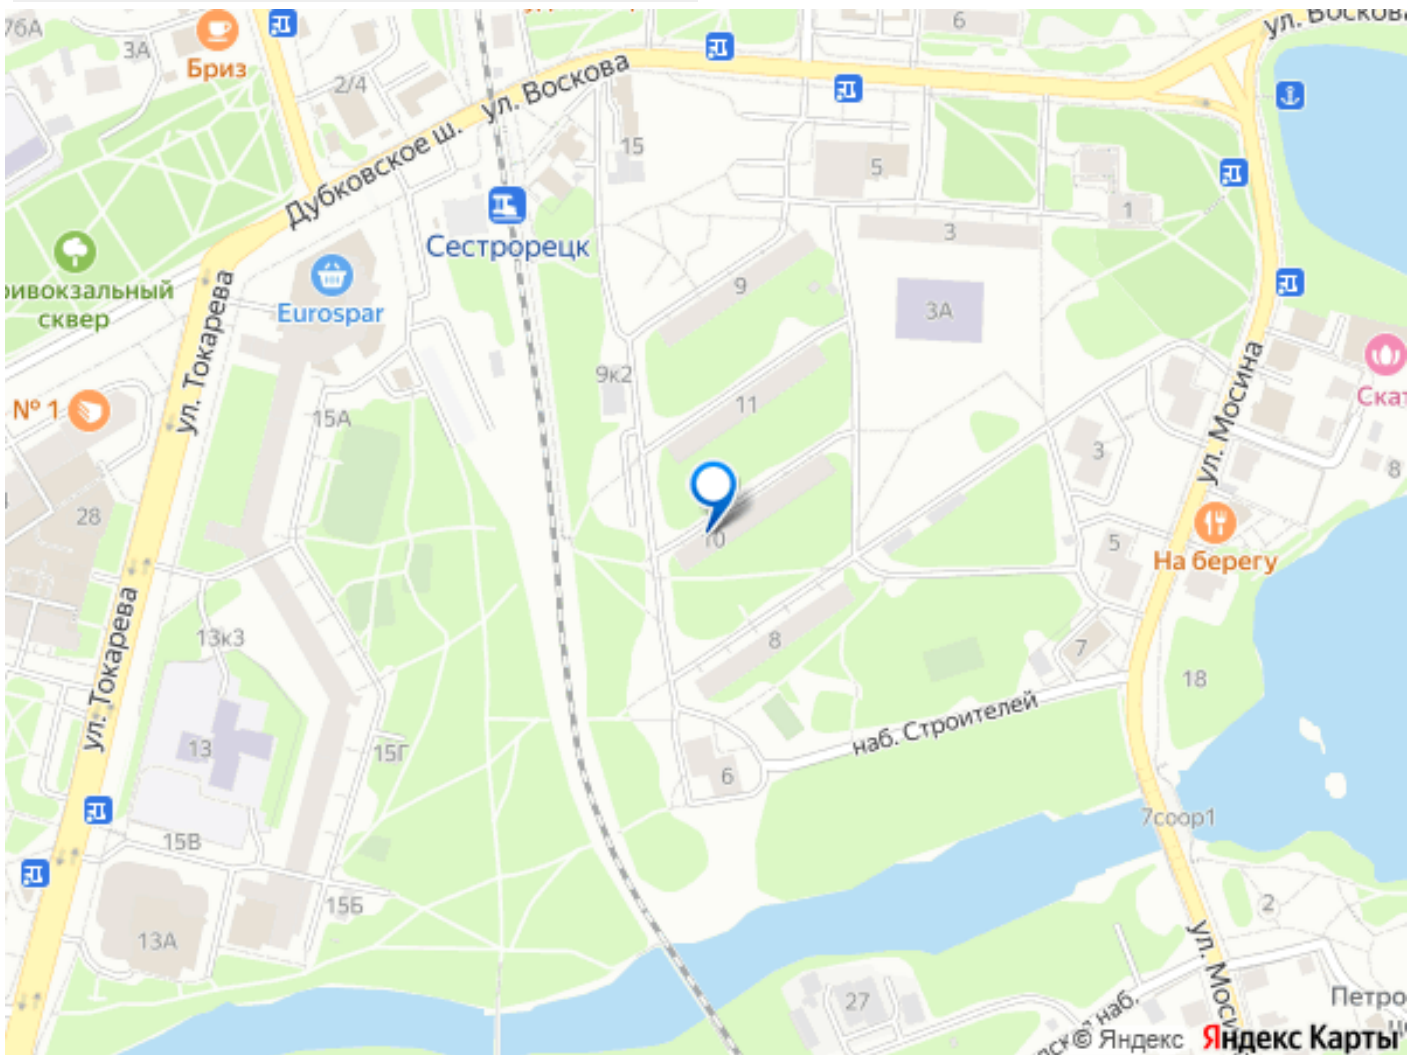 76А
3А
Бриз
2/4
6
ул. Воскова
Дубковское ш.
ул. Воскова
15
5
1
3
Сестрорецк
ривокзальный
сквер
Eurospar
ул. Токарева
9
3А
№ 1
15А
9к2
11
ул. Мосина
Скат
3
8
28
10
5
На берегу
ул. Токарева
13к3
8
7
18
13
15Г
наб. Строителей
6
7соор1
15В
15Б
13А
2
ул. Мосин
27
наб.
Петро
© Яндекс
Яндекс Карты